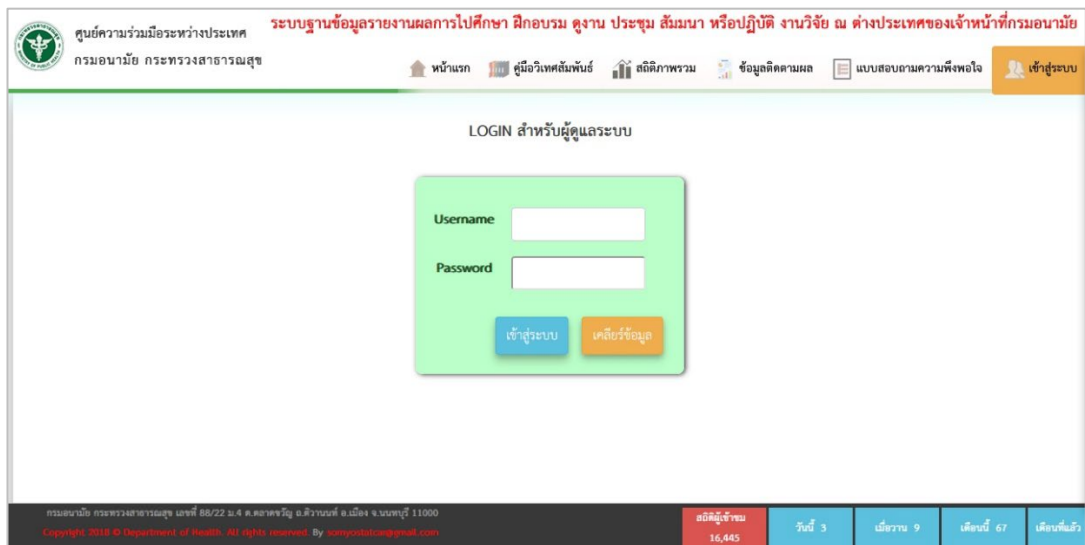 ระบบฐานข้อมูลรายงานผลการไปศึกษา ฝึกอบรม ดูงาน ประชุม สัมมนา หรือปฏิบัติ งานวิจัย ณ ต่างประเทศของเจ้าหน้าที่กรมอนามัย
ศูนย์ความร่วมมือระหว่างประเทศ
กรมอนามัย กระทรวงสาธารณสุข
หน้าแรก คู่มือวิเทศสัมพันธ์ สถิติภาพรวม ข้อมูลติดตามผล แบบสอบถามความพึงพอใจ เข้าสู่ระบบ
LOGIN สำหรับผู้ดูแลระบบ
Username
Password
เข้าสู่ระบบ เคลียร์ข้อมูล
กรมอนามัย กระทรวงสาธารณสุข เลขที่ 88/22 ม.4 ต.ตลาดขวัญ ถ.ติวานนท์ อ.เมือง จ.นนทบุรี 11000
Copyright 2018 © Department of Health. All rights reserved. By
สถิติผู้เข้าชม
16,445
วันนี้ 3 เมื่อวาน 9 เดือนนี้ 67 เดือนที่แล้ว